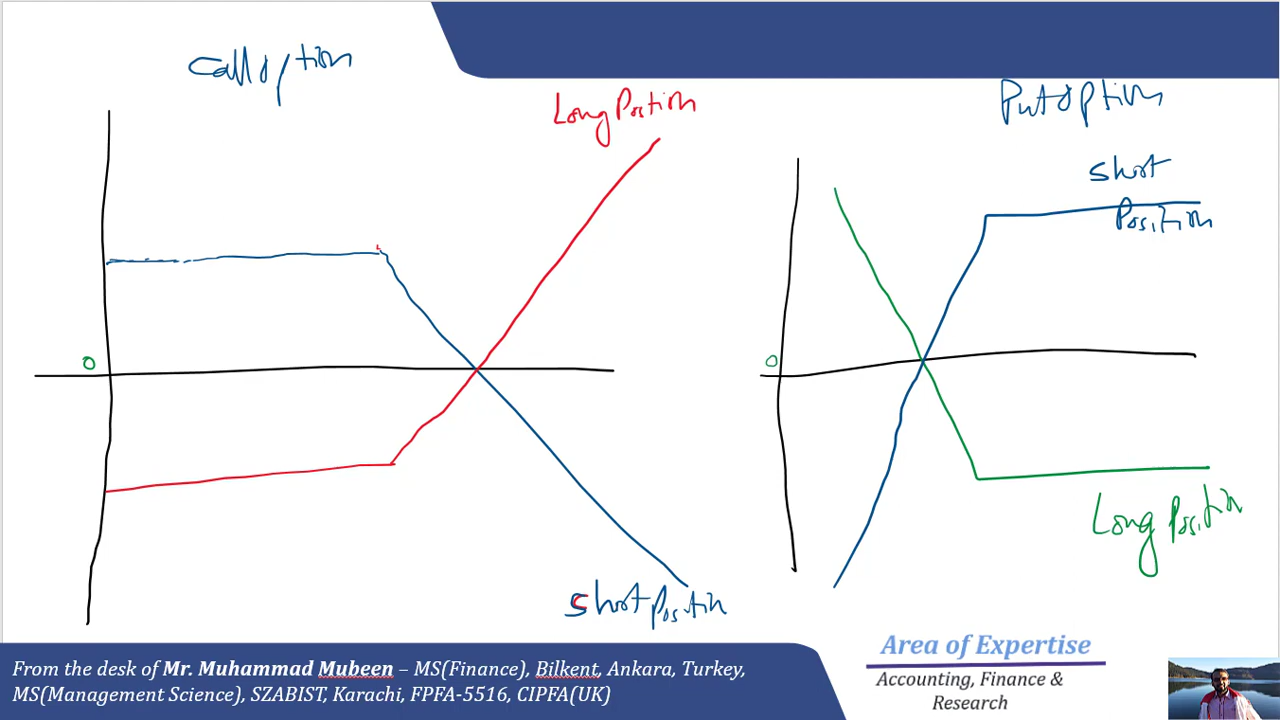 Call option
Long Position
Put option
Short
Position
0
0
Long Position
Short Position
Area of Expertise
From the desk of Mr. Muhammad Mubeen – MS(Finance), Bilkent, Ankara, Turkey,
MS(Management Science), SZABIST, Karachi, FPFA-5516, CIPFA(UK)
Accounting, Finance &
Research